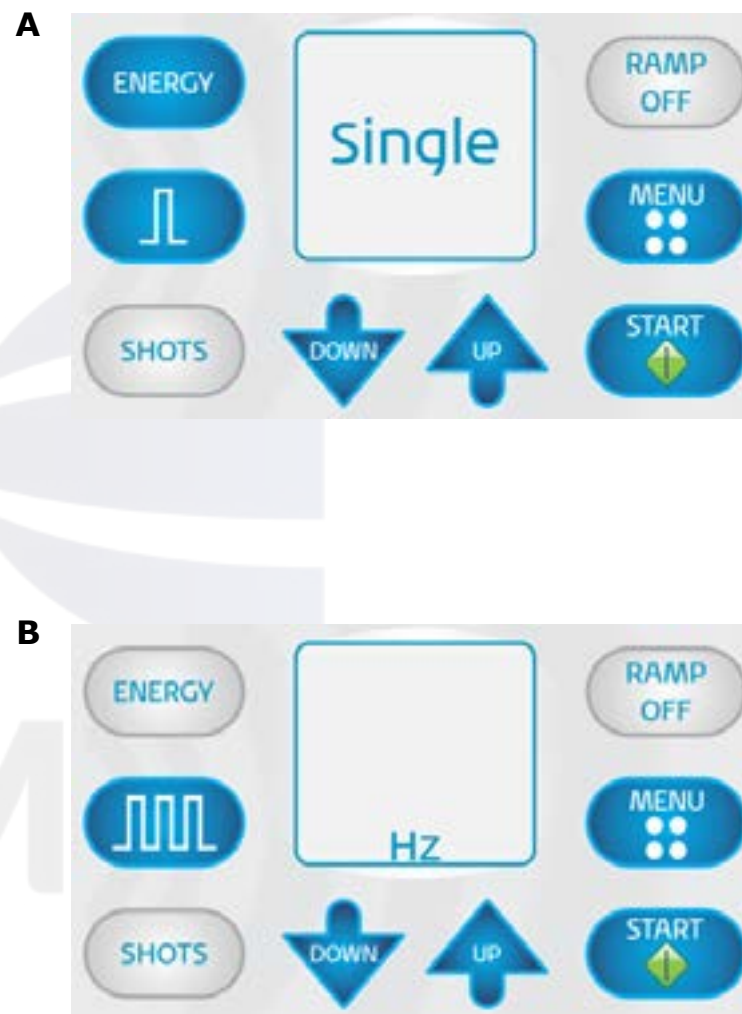 A
ENERGY
Single
RAMP
OFF
MENU
SHOTS
DOWN
UP
START
B
ENERGY
RAMP
OFF
MENU
Hz
SHOTS
DOWN
UP
START